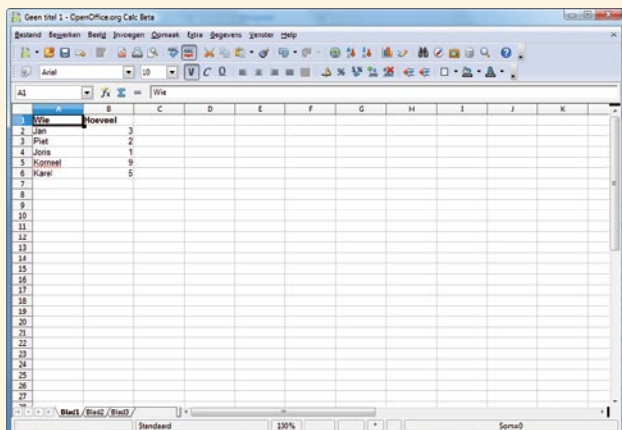 Geen titel 1 - OpenOffice.org Calc Beta
Bestand Bewerken Beeld Invoegen Opmaak Extra Gegevens Venster Help
Arial 10 V C O
A1 Wie
A B C D E F G H I J K
1 Wie Hoeveel
2 Jan 3
3 Piet 2
4 Joris 1
5 Korneel 9
6 Karel 5
7
8
9
10
11
12
13
14
15
16
17
18
19
20
21
22
23
24
25
26
27
Blad1 Blad2 Blad3
Standaard 130% * Som=0